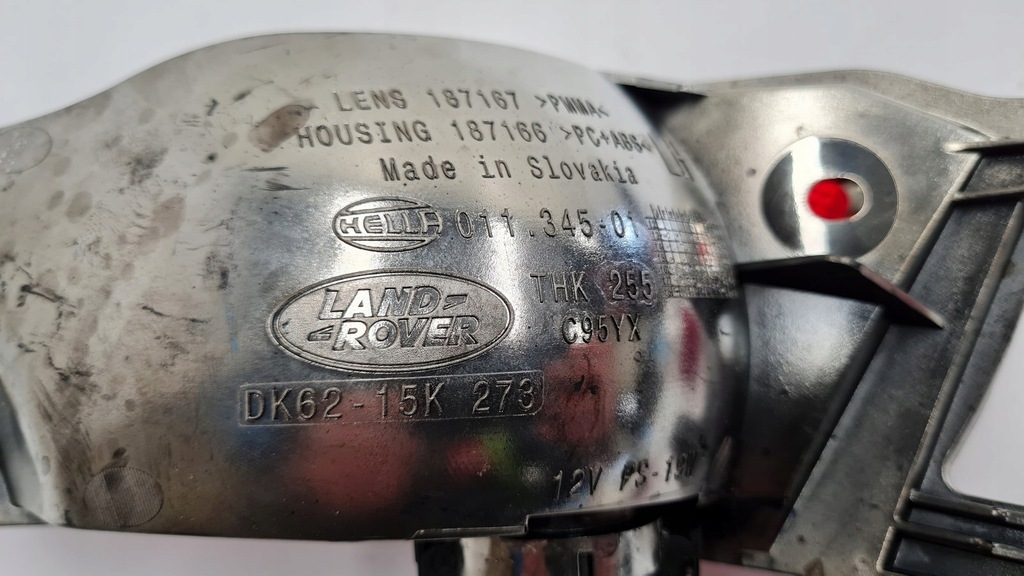 LENS 187167 >PMMA<
HOUSING 187166 >PC+ABS<
Made in Slovakia
HELLA 011.345-01
LAND-
ROVER
THK 255
C95YX
DK62-15K 273
12V